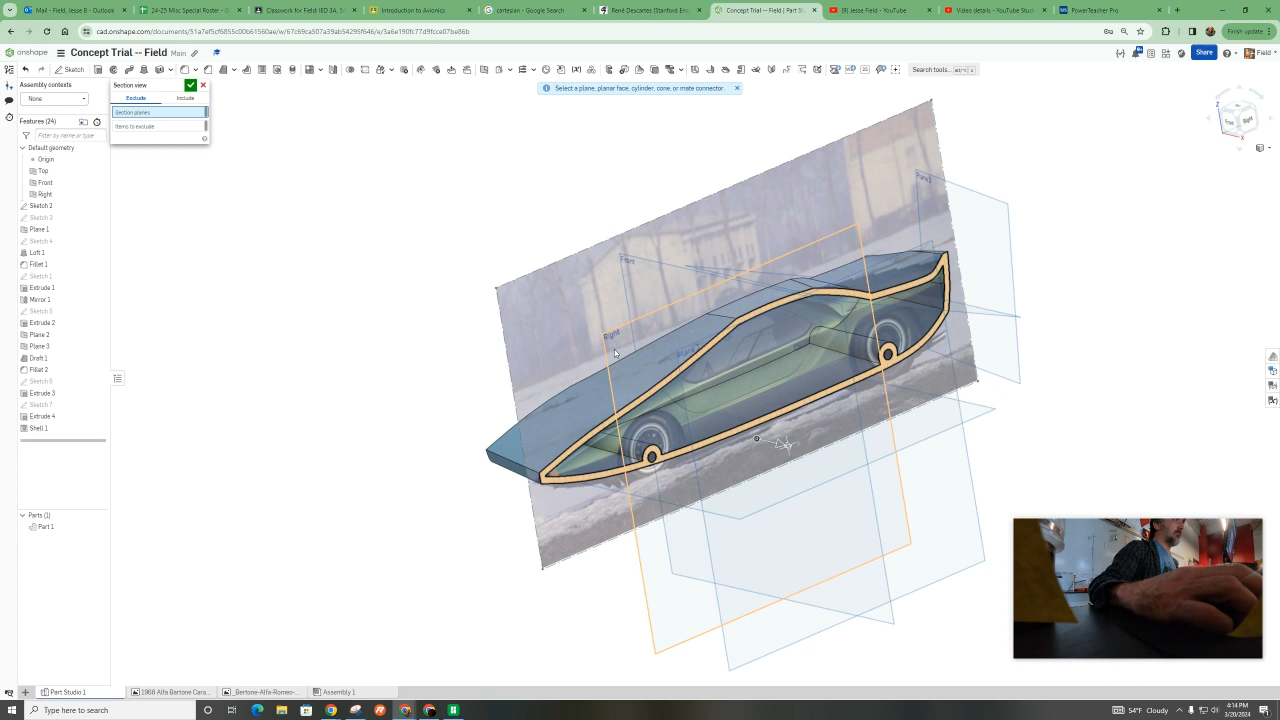 Mail - Field, Jesse B - Outlook
24-25 Misc Special Roster - G
Classwork for Field: IED 3A, S
Introduction to Avionics
cartesian - Google Search
René Descartes (Stanford Enc
Concept Trial -- Field | Part St
(9) Jesse Field - YouTube
Video details - YouTube Studi
PowerTeacher Pro
cad.onshape.com/documents/51a7ef5cf6855c00b61560ae/w/67c69ca507a39ab54295f646/e/3a6e190fc77d9fcce07be86b
Finish update
onshape
Concept Trial -- Field
Main
Share
Field
Sketch
Search tools...
Assembly contexts
None
Features (24)
Filter by name or type
Default geometry
Origin
Top
Front
Right
Sketch 2
Sketch 3
Plane 1
Sketch 4
Loft 1
Fillet 1
Sketch 1
Extrude 1
Mirror 1
Sketch 5
Extrude 2
Plane 2
Plane 3
Draft 1
Fillet 2
Sketch 6
Extrude 3
Sketch 7
Extrude 4
Shell 1
Parts (1)
Part 1
Section view
Exclude
Include
Section planes
Items to exclude
Select a plane, planar face, cylinder, cone, or mate connector.
Front
Right
Z
Front
Right
X
Part Studio 1
1968 Alfa Bartone Cara...
_Bertone-Alfa-Romeo-...
Assembly 1
Type here to search
54°F Cloudy
4:14 PM
3/20/2024